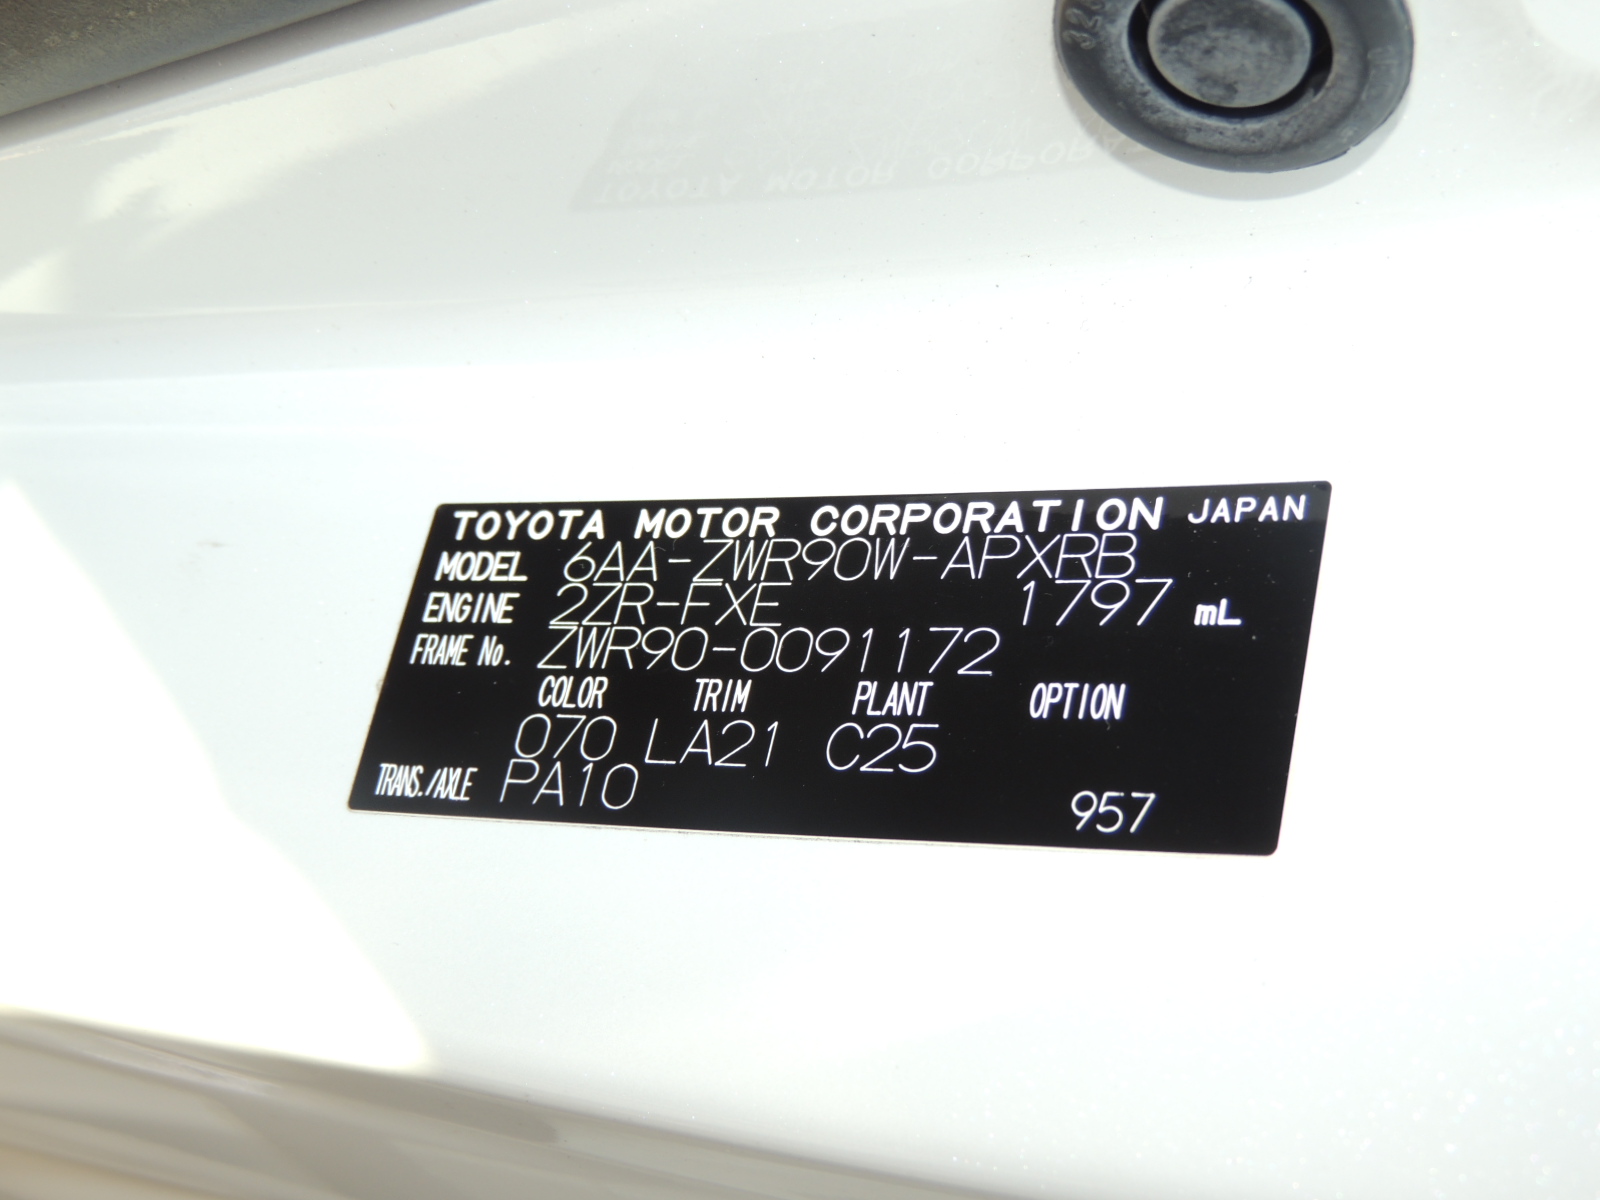 TOYOTA MOTOR CORPORATION JAPAN
MODEL 6AA-ZWR90W-APXRB
ENGINE 2ZR-FXE 1797 mL
FRAME No. ZWR90-0091172
COLOR TRIM PLANT OPTION
070 LA21 C25
TRANS./AXLE PA10 957